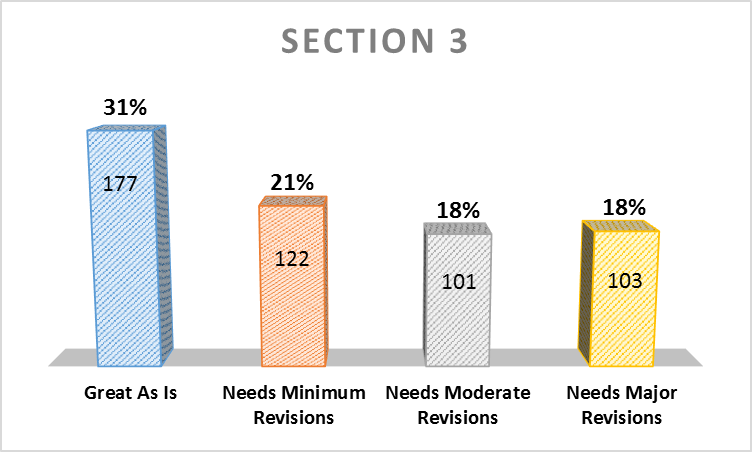 SECTION 3
31%
21%
18%
18%
177
122
101
103
Great As Is
Needs Minimum
Revisions
Needs Moderate
Revisions
Needs Major
Revisions